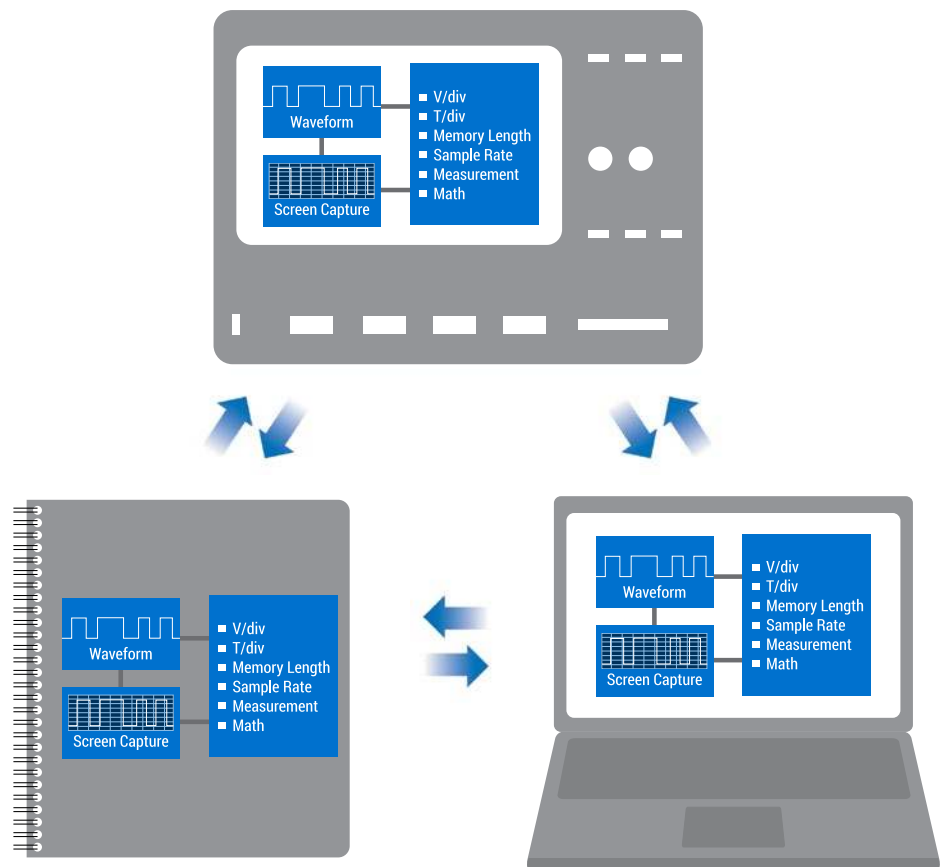 Waveform
Screen Capture
V/div
T/div
Memory Length
Sample Rate
Measurement
Math
Waveform
Screen Capture
V/div
T/div
Memory Length
Sample Rate
Measurement
Math
Waveform
Screen Capture
V/div
T/div
Memory Length
Sample Rate
Measurement
Math